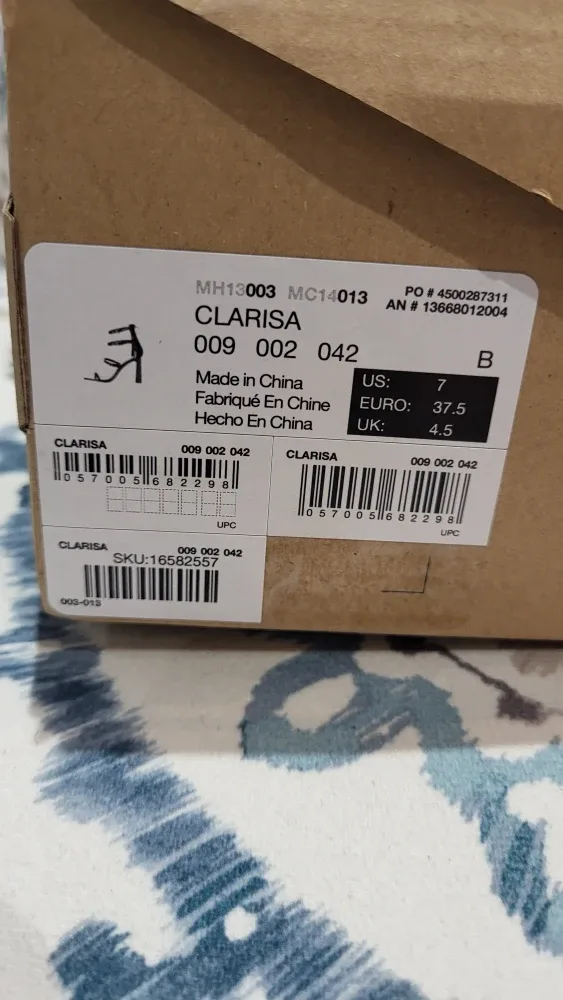 MH13003 MC14013
PO # 4500287311
AN # 13668012004
CLARISA
009 002 042
B
Made in China
Fabriqué En Chine
Hecho En China
US: 7
EURO: 37.5
UK: 4.5
CLARISA 009 002 042
0 57005 68229 8
UPC
CLARISA 009 002 042
0 57005 68229 8
UPC
CLARISA 009 002 042
SKU:16582557
003-013